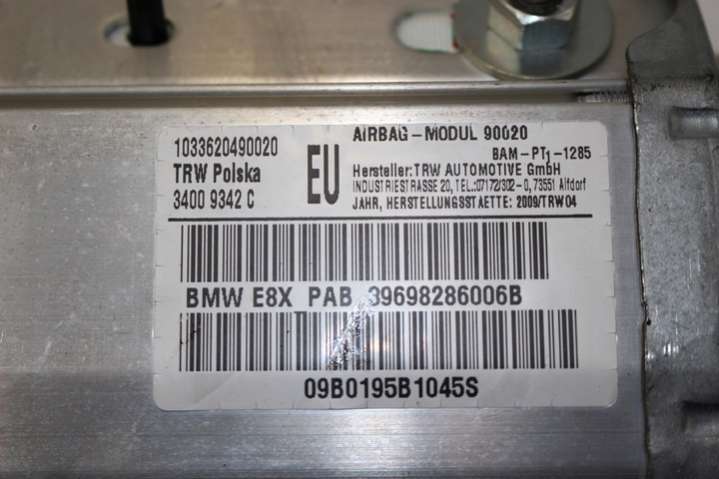 1033620490020
TRW Polska
3400 9342 C
EU
AIRBAG-MODUL 90020
BAM-PT1-1285
Hersteller: TRW AUTOMOTIVE GmbH
INDUSTRIESTRASSE 20, TEL.:07172/302-0, 73551 Alfdorf
JAHR, HERSTELLUNGSSTAETTE: 2009/TRW04
BMW E8X PAB 39698286006B
09B0195B1045S